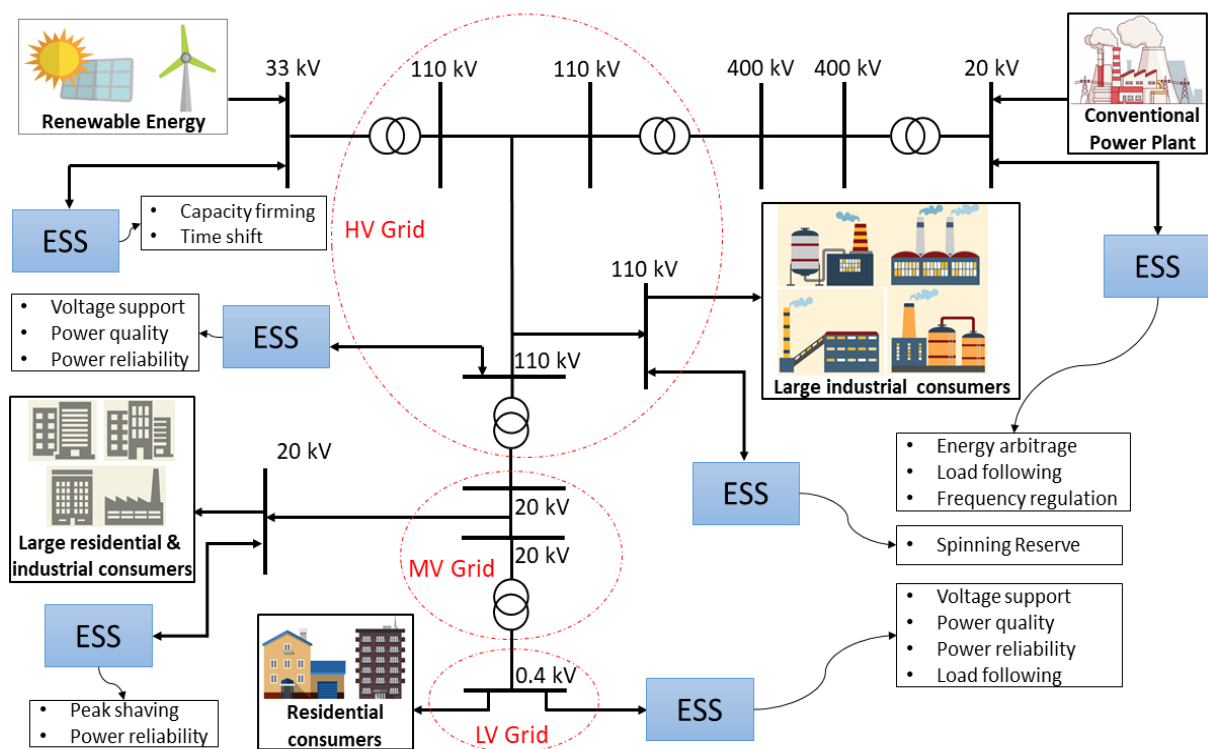 33 kV
110 kV
110 kV
400 kV
400 kV
20 kV
Renewable Energy
Conventional
Power Plant
ESS
• Capacity firming
• Time shift
HV Grid
110 kV
ESS
• Voltage support
• Power quality
• Power reliability
ESS
110 kV
Large industrial consumers
20 kV
• Energy arbitrage
• Load following
• Frequency regulation
ESS
20 kV
Large residential &
industrial consumers
20 kV
MV Grid
• Spinning Reserve
ESS
• Voltage support
• Power quality
• Power reliability
• Load following
0.4 kV
ESS
• Peak shaving
• Power reliability
Residential
consumers
LV Grid